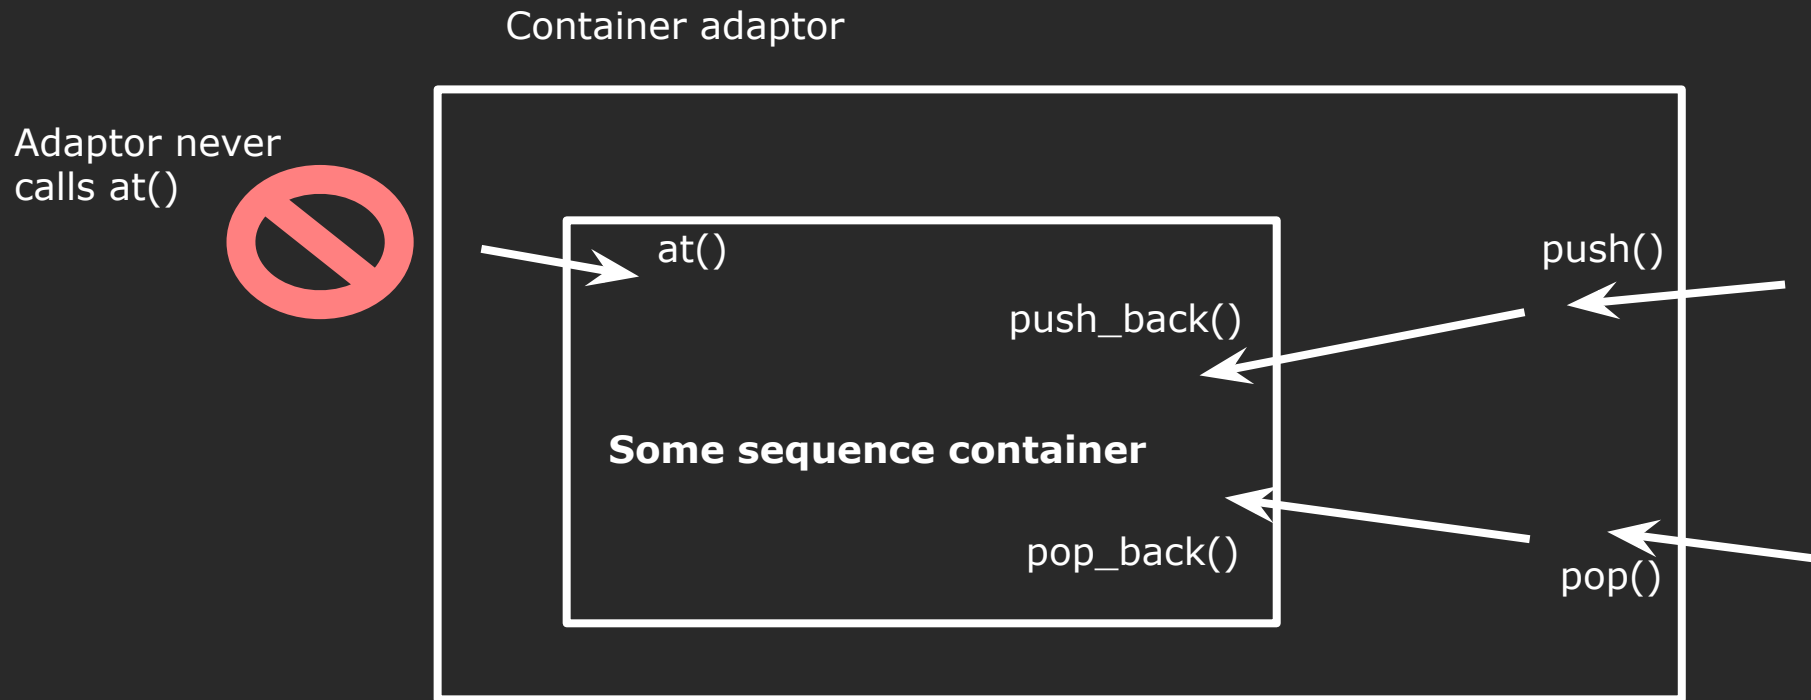 Container adaptor
Adaptor never
calls at()
at()
push()
push_back()
Some sequence container
pop_back()
pop()